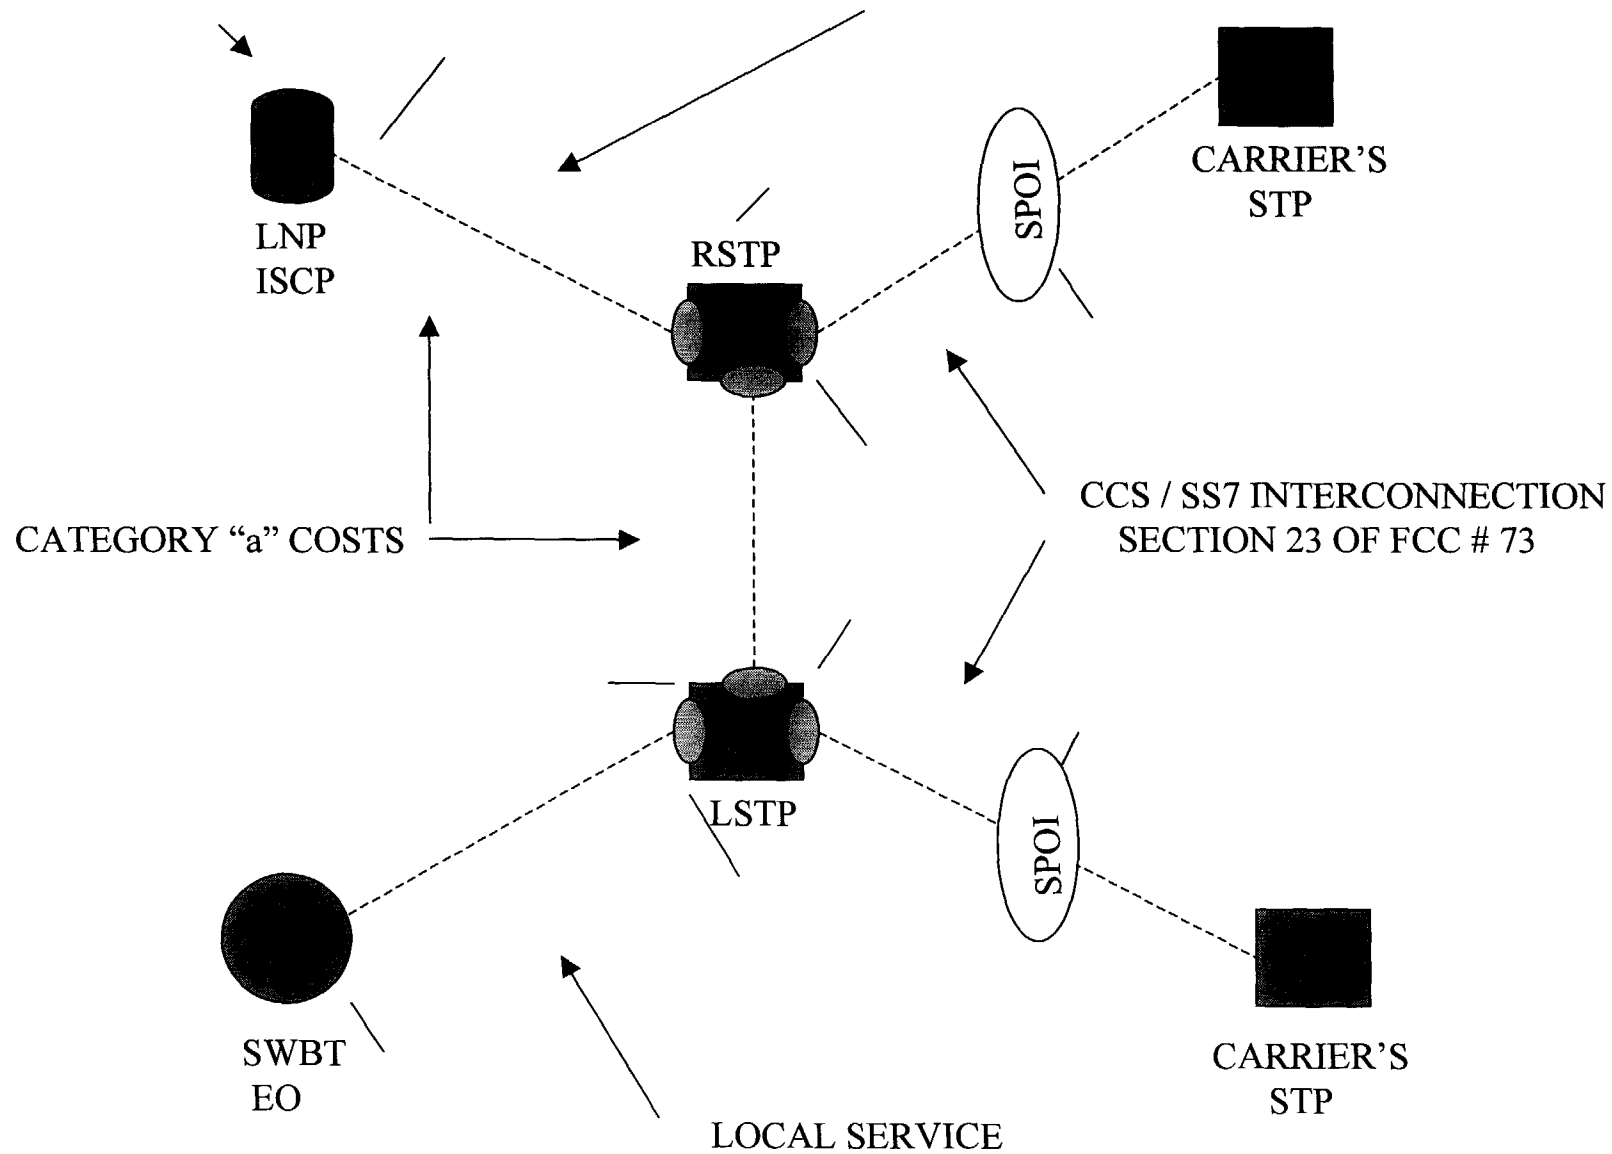 CARRIER'S
STP
SPOI
LNP
ISCP
RSTP
CATEGORY “a” COSTS
CCS / SS7 INTERCONNECTION
SECTION 23 OF FCC # 73
LSTP
SPOI
SWBT
EO
CARRIER'S
STP
LOCAL SERVICE